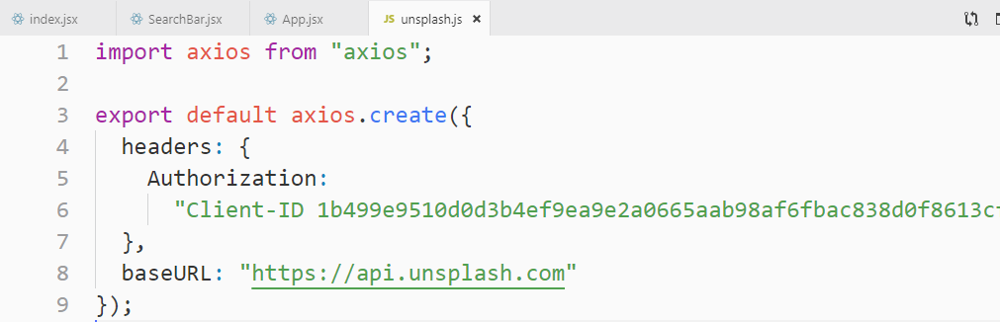 index.jsx SearchBar.jsx App.jsx JS unsplash.js
1 import axios from "axios";
2
3 export default axios.create({
4 headers: {
5 Authorization:
6 "Client-ID 1b499e9510d0d3b4ef9ea9e2a0665aab98af6fbac838d0f8613c
7 },
8 baseURL: "https://api.unsplash.com"
9 });